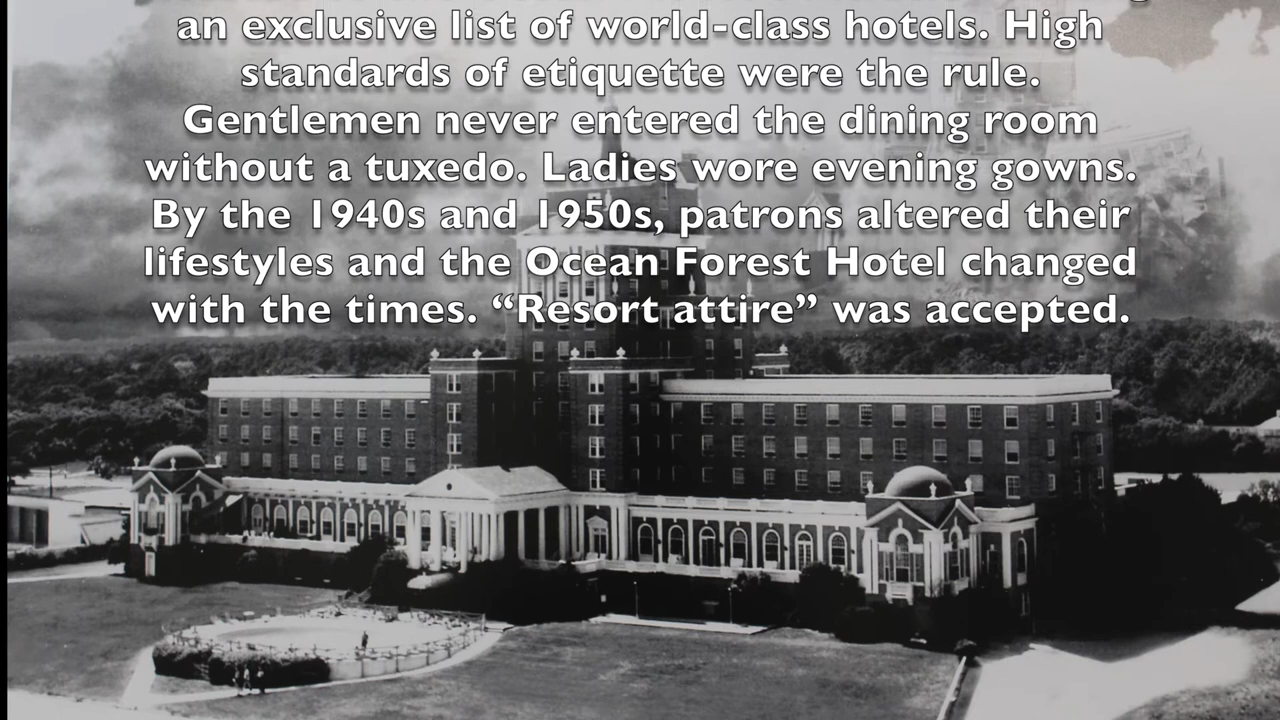 an exclusive list of world-class hotels. High
standards of etiquette were the rule.
Gentlemen never entered the dining room
without a tuxedo. Ladies wore evening gowns.
By the 1940s and 1950s, patrons altered their
lifestyles and the Ocean Forest Hotel changed
with the times. “Resort attire” was accepted.